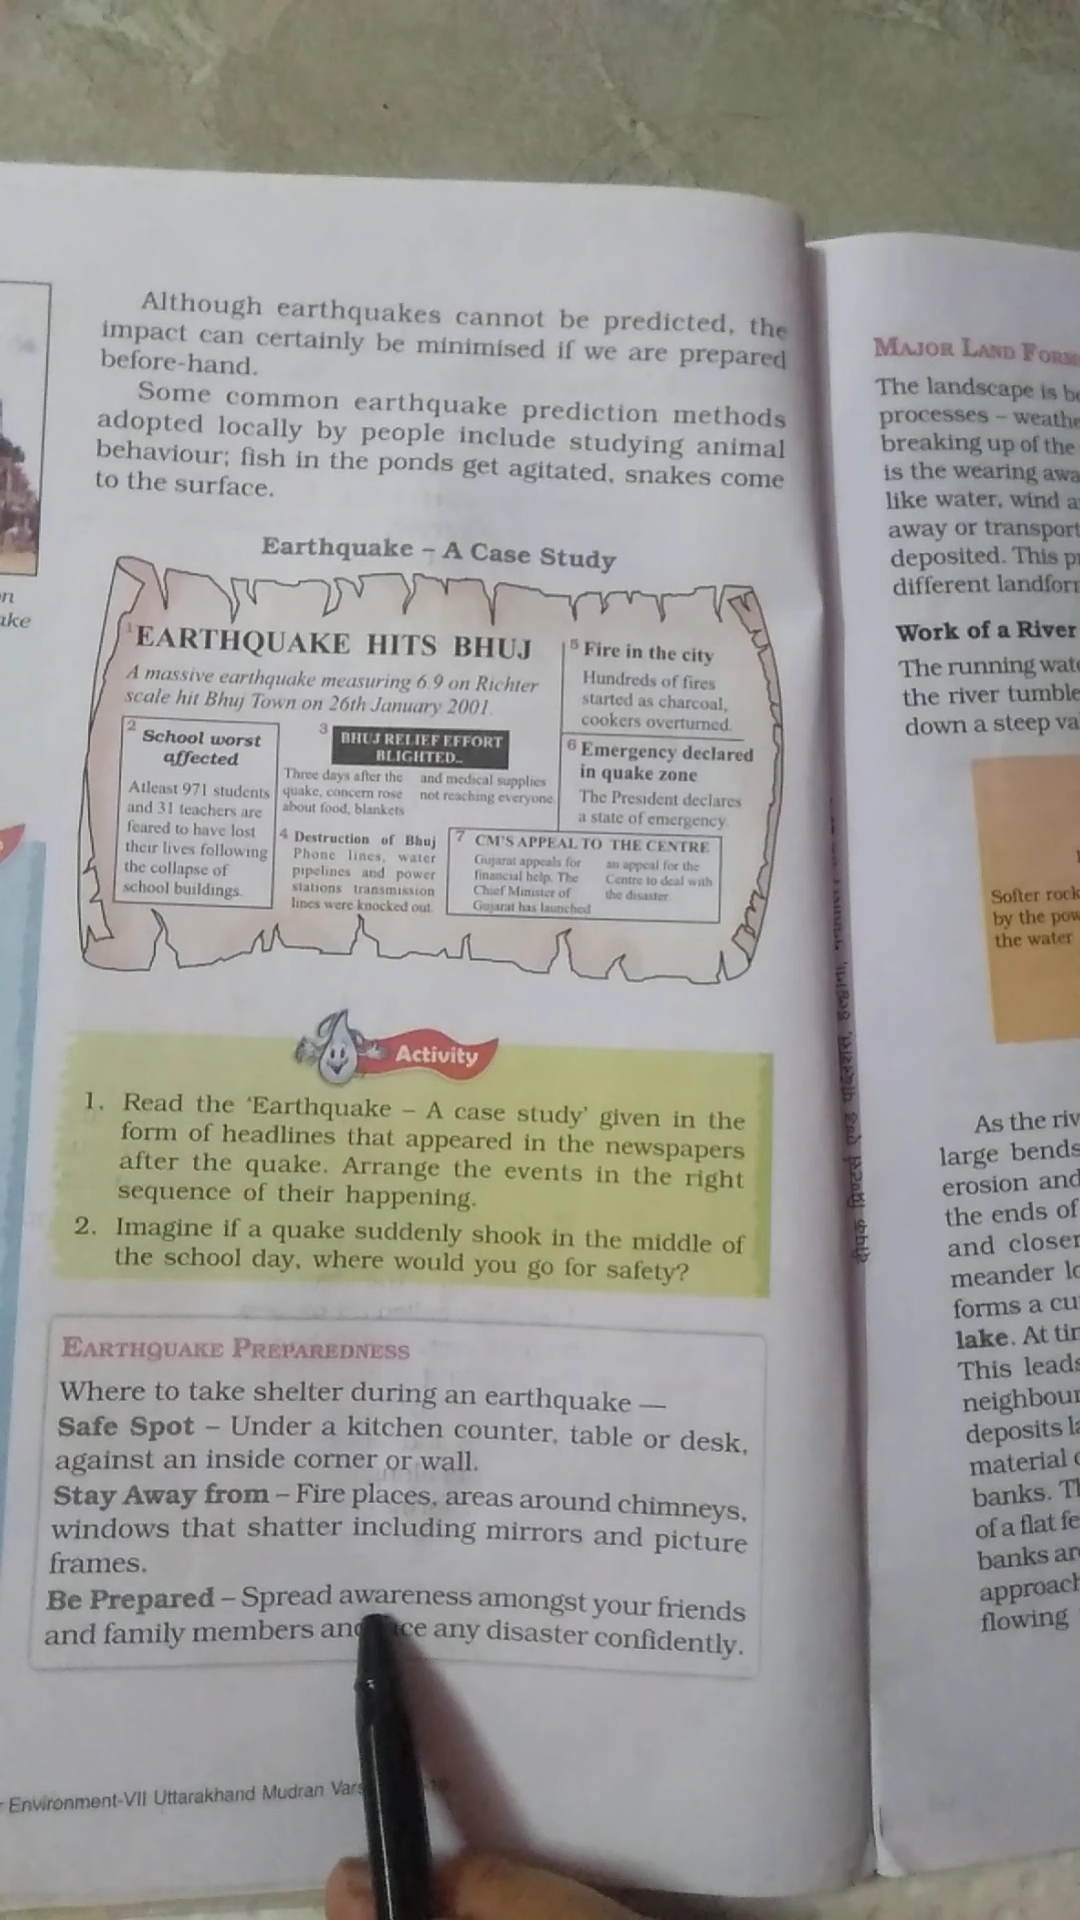 Although earthquakes cannot be predicted, the
impact can certainly be minimised if we are prepared
before-hand.
Some common earthquake prediction methods
adopted locally by people include studying animal
behaviour; fish in the ponds get agitated, snakes come
to the surface.
Earthquake – A Case Study
1 EARTHQUAKE HITS BHUJ
A massive earthquake measuring 6.9 on Richter
scale hit Bhuj Town on 26th January 2001.
2 School worst
affected
Atleast 971 students
and 31 teachers are
feared to have lost
their lives following
the collapse of
school buildings.
3 BHUJ RELIEF EFFORT
BLIGHTED..
Three days after the
quake, concern rose
about food, blankets
and medical supplies
not reaching everyone.
4 Destruction of Bhuj
Phone lines, water
pipelines and power
stations transmission
lines were knocked out.
5 Fire in the city
Hundreds of fires
started as charcoal,
cookers overturned.
6 Emergency declared
in quake zone
The President declares
a state of emergency.
7 CM'S APPEAL TO THE CENTRE
Gujarat appeals for
financial help. The
Chief Minister of
Gujarat has launched
an appeal for the
Centre to deal with
the disaster.
Activity
1. Read the 'Earthquake – A case study' given in the
form of headlines that appeared in the newspapers
after the quake. Arrange the events in the right
sequence of their happening.
2. Imagine if a quake suddenly shook in the middle of
the school day, where would you go for safety?
EARTHQUAKE PREPAREDNESS
Where to take shelter during an earthquake —
Safe Spot – Under a kitchen counter, table or desk,
against an inside corner or wall.
Stay Away from – Fire places, areas around chimneys,
windows that shatter including mirrors and picture
frames.
Be Prepared – Spread awareness amongst your friends
and family members any disaster confidently.
Environment-VII Uttarakhand Mudran
MAJOR LAND
The landscape is
processes –
breaking up of the
is the wearing
like water, wind
away or transport
deposited. This
different
Work of a River
The running
the river tumble
down a steep
Softer rock
by the
the water
As the
large bends
erosion and
the ends of
and closer
meander
forms a
lake. At
This leads
deposits
material
banks.
of a flat
banks
flowing